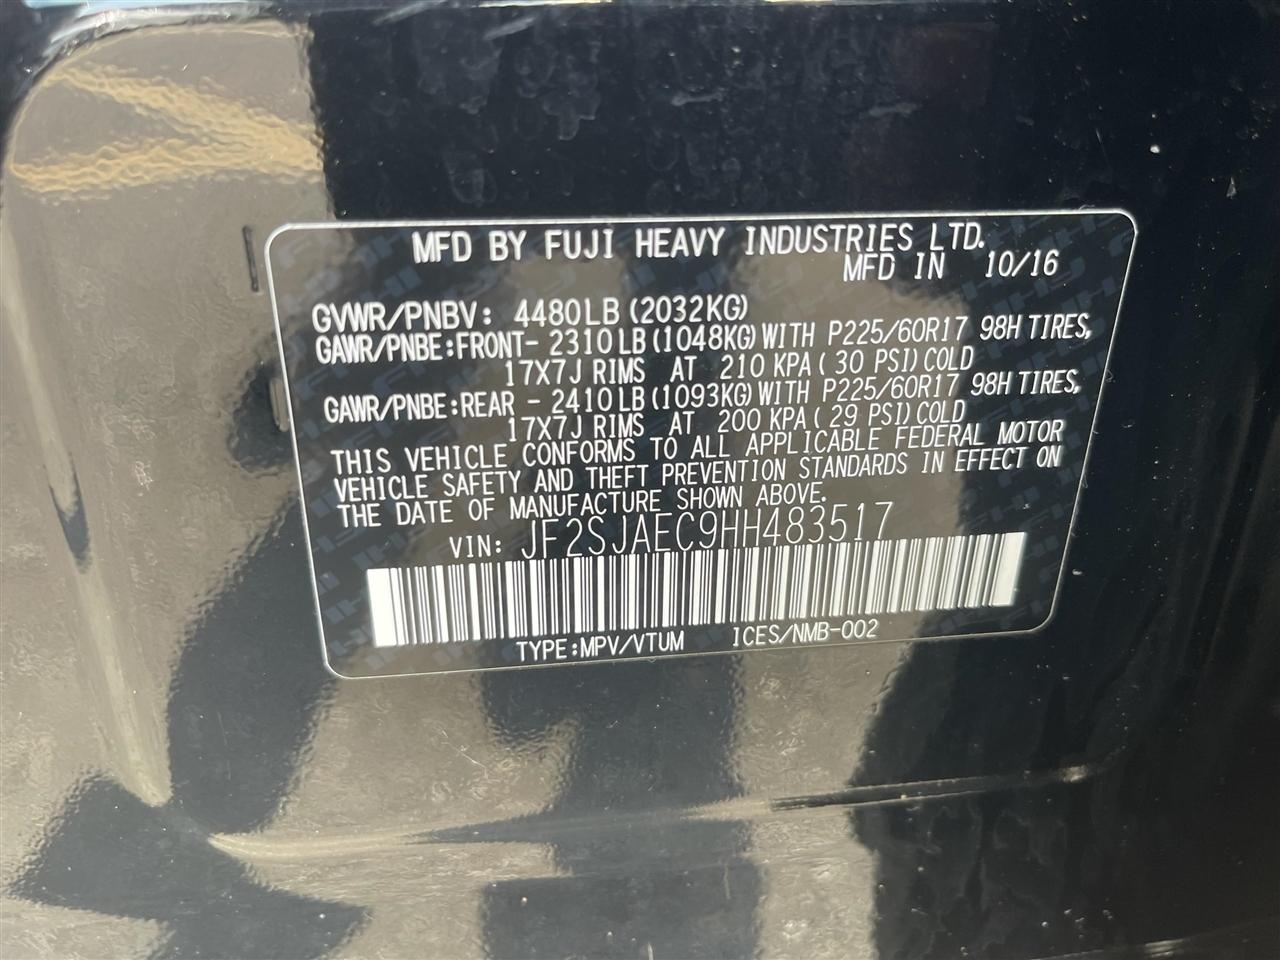 MFD BY FUJI HEAVY INDUSTRIES LTD.
MFD IN 10/16
GVWR/PNBV: 4480LB(2032KG)
GAWR/PNBE:FRONT- 2310LB(1048KG)WITH P225/60R17 98H TIRES,
17X7J RIMS AT 210 KPA(30 PSI)COLD
GAWR/PNBE:REAR - 2410LB(1093KG)WITH P225/60R17 98H TIRES,
17X7J RIMS AT 200 KPA(29 PSI)COLD
THIS VEHICLE CONFORMS TO ALL APPLICABLE FEDERAL MOTOR
VEHICLE SAFETY AND THEFT PREVENTION STANDARDS IN EFFECT ON
THE DATE OF MANUFACTURE SHOWN ABOVE.
VIN: JF2SJAEC9HH483517
TYPE:MPV/VTUM ICES/NMB-002